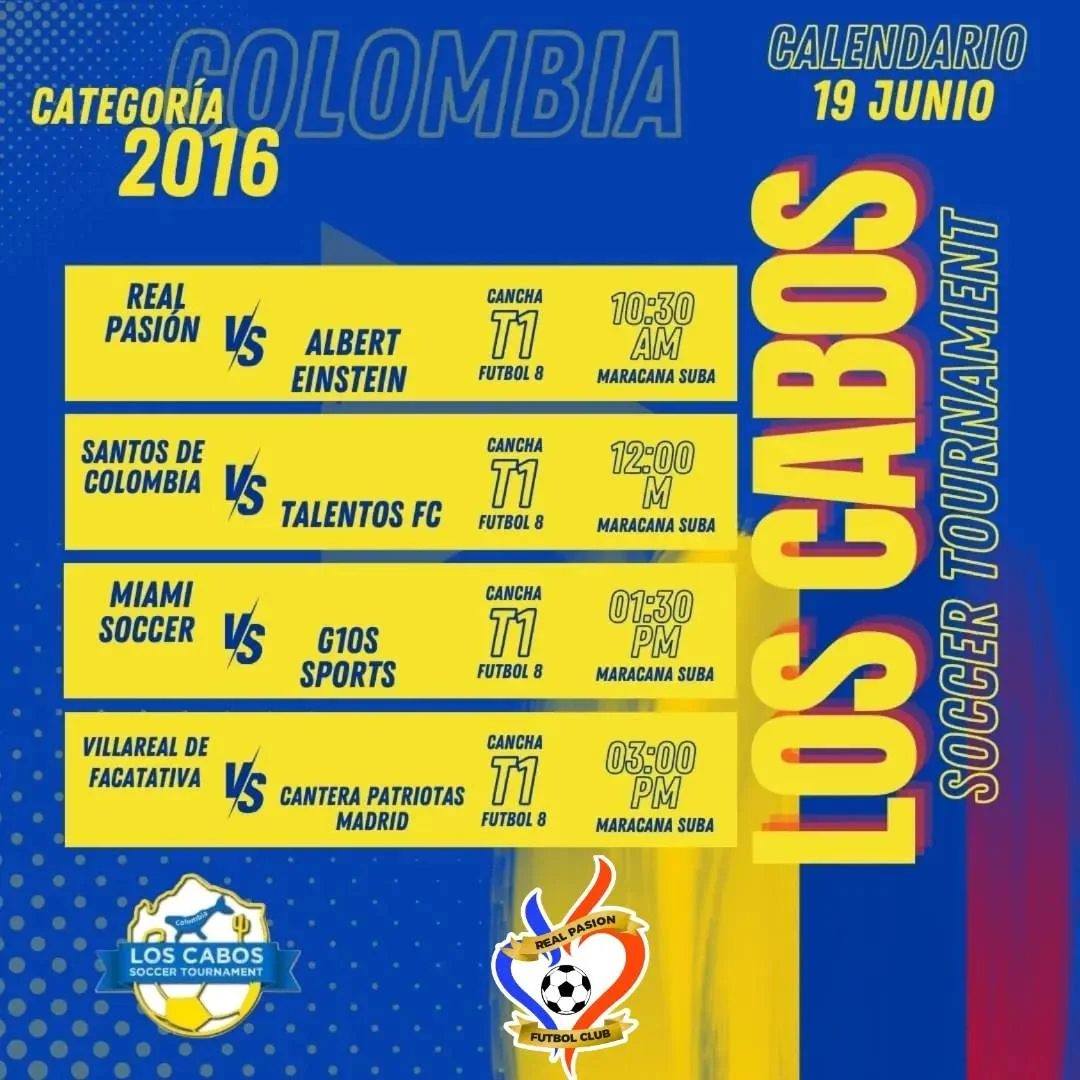 COLOMBIA
CATEGORÍA
2016
CALENDARIO
19 JUNIO
REAL
PASIÓN
VS
ALBERT
EINSTEIN
CANCHA
T1
FUTBOL 8
10:30
AM
MARACANA SUBA
SANTOS DE
COLOMBIA
VS
TALENTOS FC
CANCHA
T1
FUTBOL 8
12:00
M
MARACANA SUBA
MIAMI
SOCCER
VS
G10S
SPORTS
CANCHA
T1
FUTBOL 8
01:30
PM
MARACANA SUBA
VILLAREAL DE
FACATATIVA
VS
CANTERA PATRIOTAS
MADRID
CANCHA
T1
FUTBOL 8
03:00
PM
MARACANA SUBA
LOS CABOS
SOCCER TOURNAMENT
Colombia
LOS CABOS
SOCCER TOURNAMENT
REAL PASION
FUTBOL CLUB